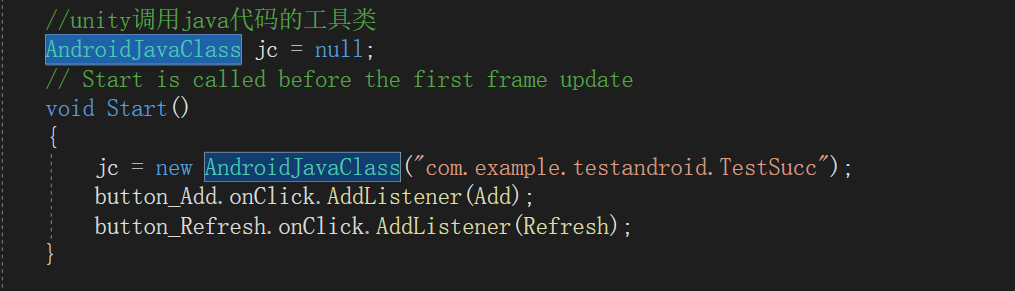 //unity调用java代码的工具类
AndroidJavaClass jc = null;
// Start is called before the first frame update
void Start()
{
jc = new AndroidJavaClass("com.example.testandroid.TestSucc");
button_Add.onClick.AddListener(Add);
button_Refresh.onClick.AddListener(Refresh);
}